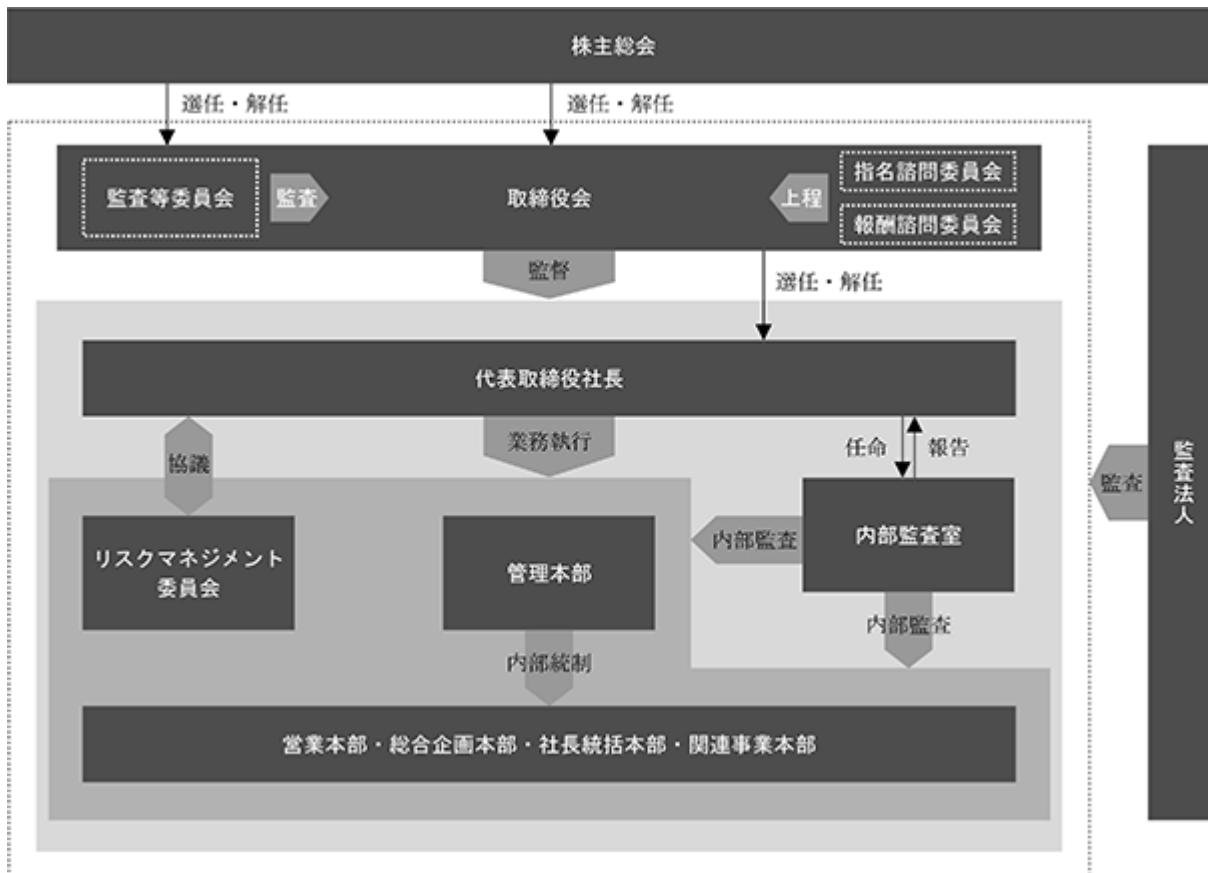 株主総会
選任・解任
選任・解任
監査等委員会
監査
取締役会
上程
指名諮問委員会
報酬諮問委員会
監督
選任・解任
代表取締役社長
協議
業務執行
任命
報告
監査
監査法人
リスクマネジメント
委員会
管理本部
内部監査
内部監査室
内部統制
内部監査
営業本部・総合企画本部・社長統括本部・関連事業本部